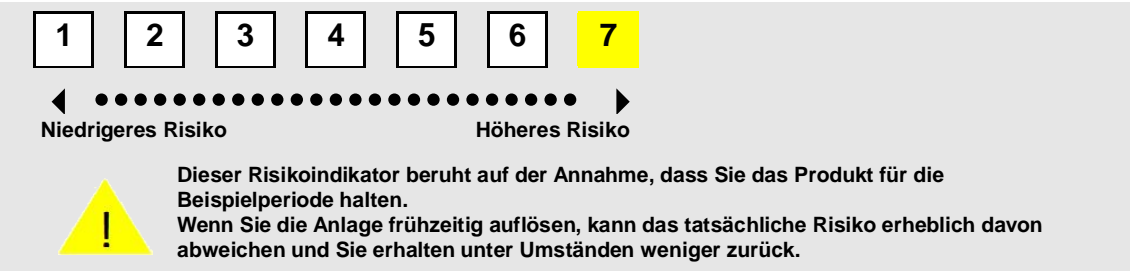 1 2 3 4 5 6 7
Niedrigeres Risiko Höheres Risiko
Dieser Risikoindikator beruht auf der Annahme, dass Sie das Produkt für die
Beispielperiode halten.
Wenn Sie die Anlage frühzeitig auflösen, kann das tatsächliche Risiko erheblich davon
abweichen und Sie erhalten unter Umständen weniger zurück.
!